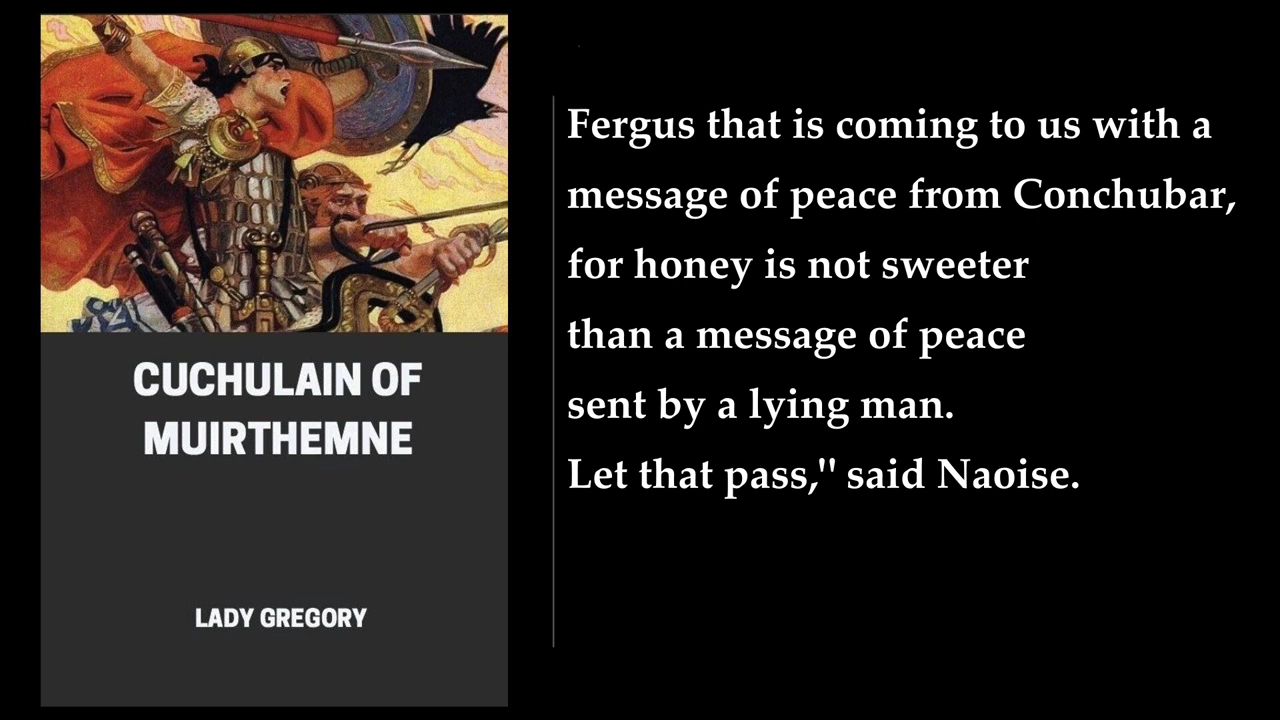 CUCHULAIN OF
MUIRTHEMNE
LADY GREGORY
Fergus that is coming to us with a
message of peace from Conchubar,
for honey is not sweeter
than a message of peace
sent by a lying man.
Let that pass," said Naoise.